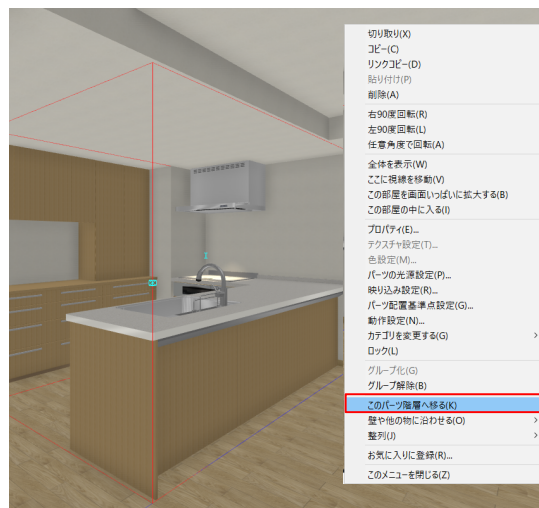 切り取り(X)
コピー(C)
リンクコピー(D)
貼り付け(P)
削除(A)
右90度回転(R)
左90度回転(L)
任意角度で回転(A)
全体を表示(W)
ここに視線を移動(V)
この部屋を画面いっぱいに拡大する(B)
この部屋の中に入る(I)
プロパティ(E)...
テクスチャ設定(T)...
色設定(M)...
パーツの光源設定(P)...
映り込み設定(R)...
パーツ配置基準点設定(G)...
動作設定(N)...
カテゴリを変更する(G)
ロック(L)
グループ化(G)
グループ解除(B)
このパーツ階層へ移る(K)
壁や他の物に沿わせる(O)
整列(J)
お気に入りに登録(R)...
このメニューを閉じる(Z)